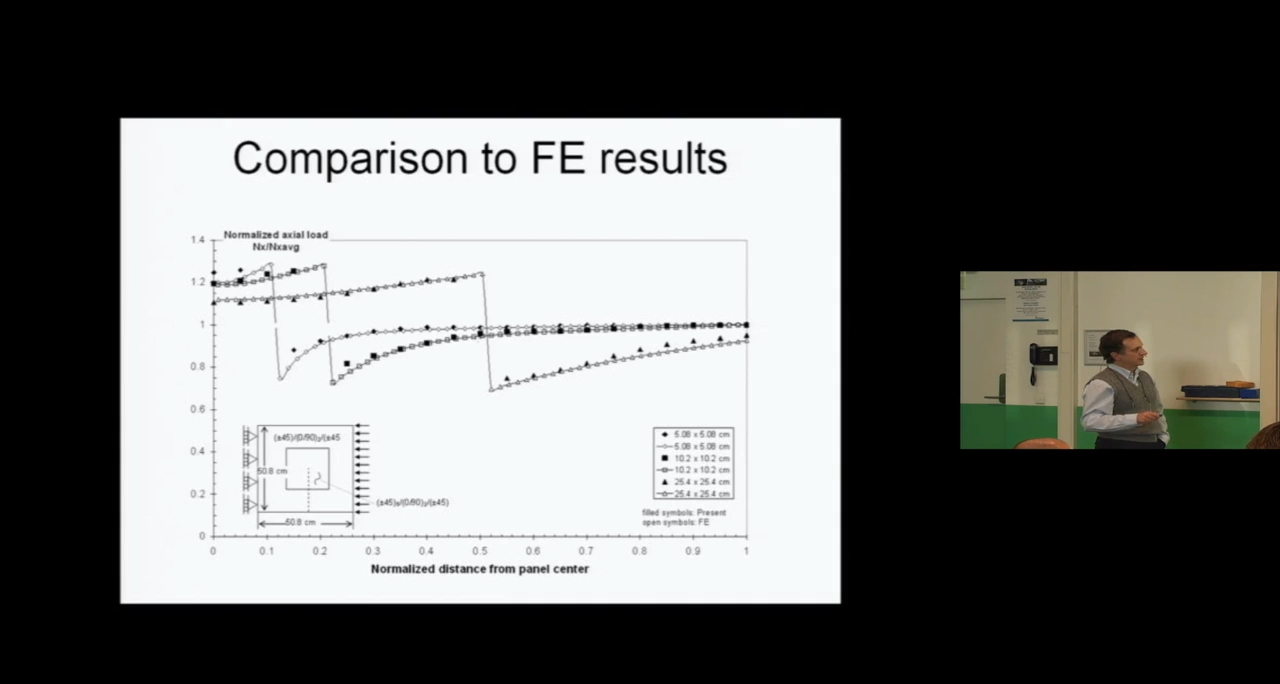 Comparison to FE results
Normalized axial load
Nx/Nxavg
1.4
1.2
1
0.8
0.6
0.4
0.2
0
0
0.1
0.2
0.3
0.4
0.5
0.6
0.7
0.8
0.9
1
Normalized distance from panel center
(±45)/(0/90)₂/(±45
50.8 cm
50.8 cm
5.08 x 5.08 cm
5.08 x 5.08 cm
10.2 x 10.2 cm
10.2 x 10.2 cm
25.4 x 25.4 cm
25.4 x 25.4 cm
filled symbols: Present
open symbols: FE